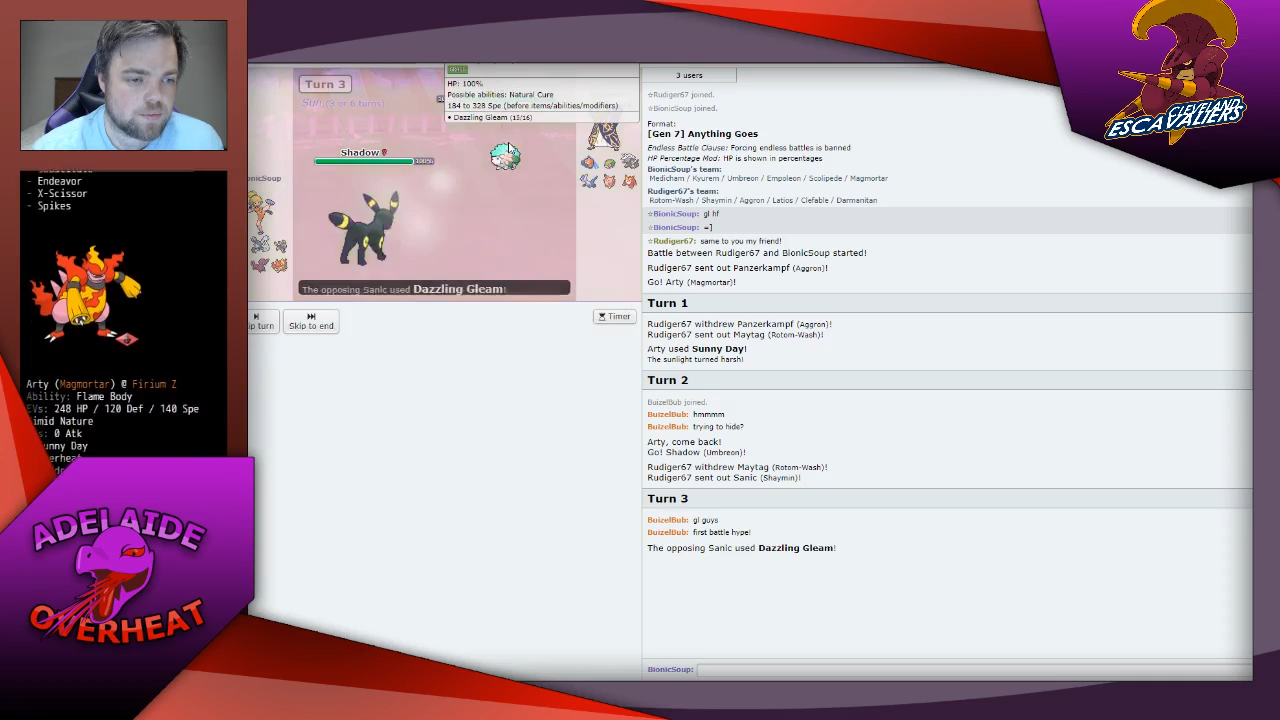 - Endeavor
- X-Scissor
- Spikes
Arty (Magmortar) @ Firium Z
Ability: Flame Body
EVs: 248 HP / 120 Def / 140 Spe
imid Nature
s: 0 Atk
unny Day
erheat
ADELAIDE
OVERHEAT
onicSoup
Turn 3
Sun (3 or 6 turns)
HP: 100%
Possible abilities: Natural Cure
184 to 328 Spe (before items/abilities/modifiers)
• Dazzling Gleam (15/16)
Shadow
100%
The opposing Sanic used Dazzling Gleam!
ip turn
Skip to end
Timer
3 users
☆Rudiger67 joined.
☆BionicSoup joined.
Format:
[Gen 7] Anything Goes
Endless Battle Clause: Forcing endless battles is banned
HP Percentage Mod: HP is shown in percentages
BionicSoup's team:
Medicham / Kyurem / Umbreon / Empoleon / Scolipede / Magmortar
Rudiger67's team:
Rotom-Wash / Shaymin / Aggron / Latios / Clefable / Darmanitan
☆BionicSoup: gl hf
☆BionicSoup: =]
☆Rudiger67: same to you my friend!
Battle between Rudiger67 and BionicSoup started!
Rudiger67 sent out Panzerkampf (Aggron)!
Go! Arty (Magmortar)!
Turn 1
Rudiger67 withdrew Panzerkampf (Aggron)!
Rudiger67 sent out Maytag (Rotom-Wash)!
Arty used Sunny Day!
The sunlight turned harsh!
Turn 2
BuizelBub joined.
BuizelBub: hmmmm
BuizelBub: trying to hide?
Arty, come back!
Go! Shadow (Umbreon)!
Rudiger67 withdrew Maytag (Rotom-Wash)!
Rudiger67 sent out Sanic (Shaymin)!
Turn 3
BuizelBub: gl guys
BuizelBub: first battle hype!
The opposing Sanic used Dazzling Gleam!
BionicSoup:
CLEVELAND
ESCAVALIERS